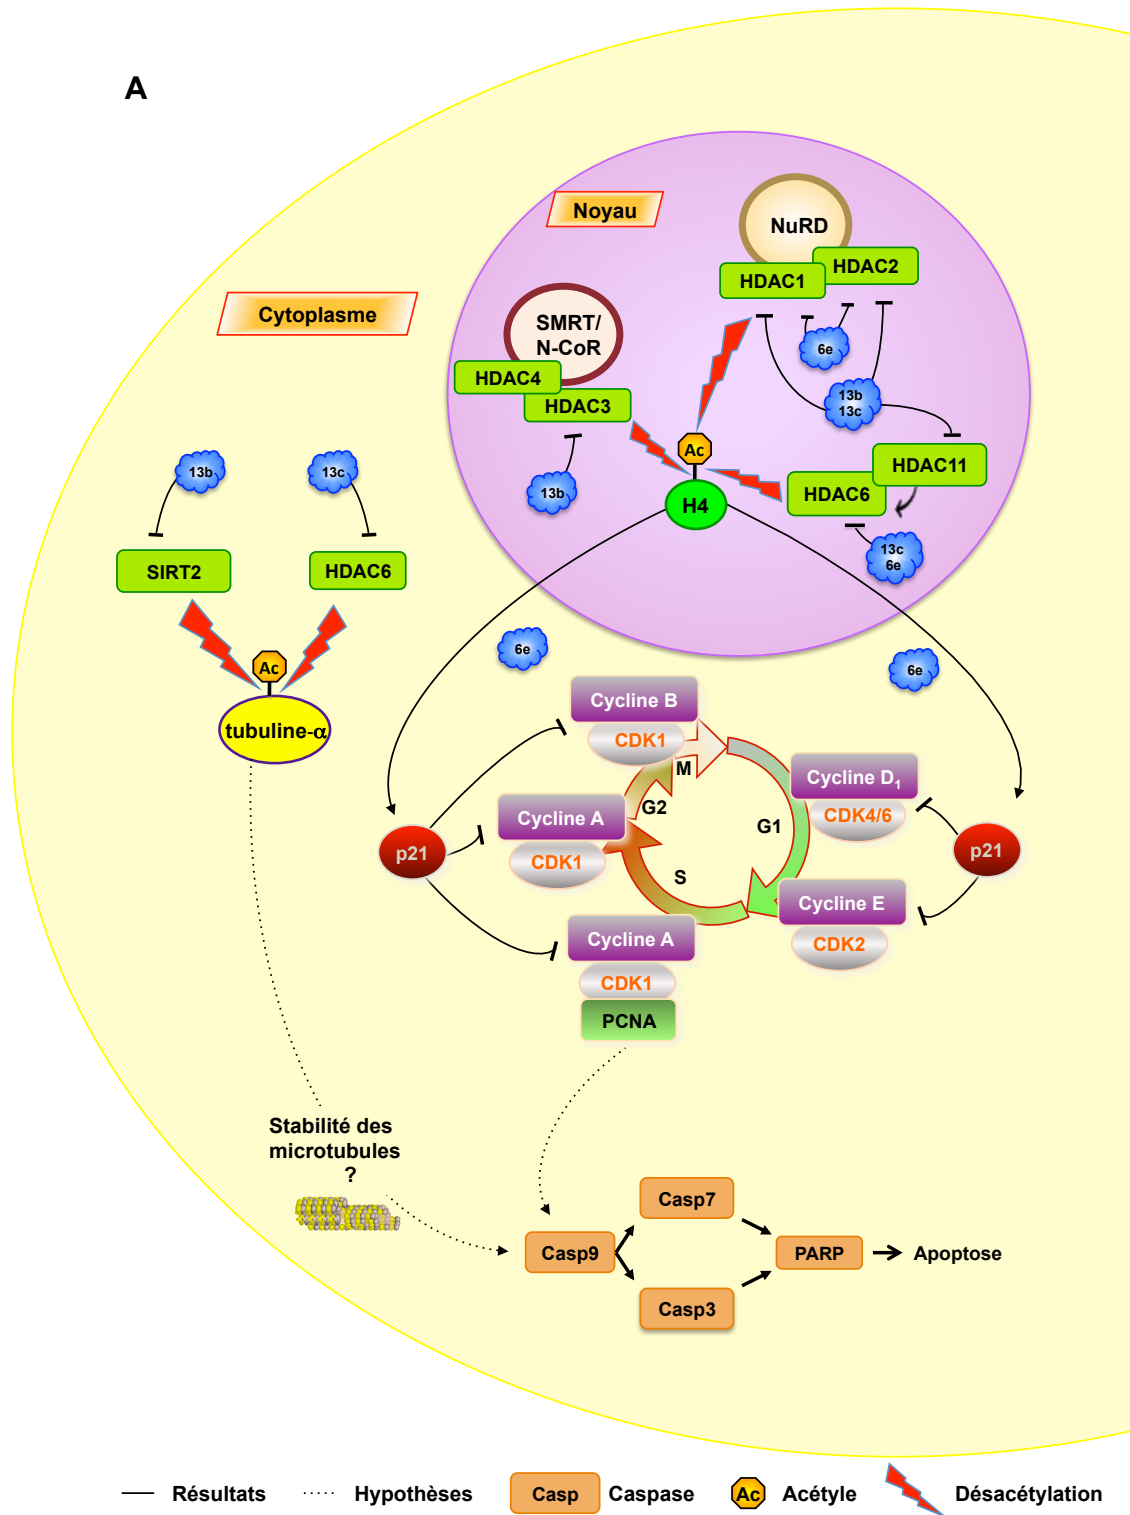 A
Noyau
NuRD
HDAC2
HDAC1
Cytoplasme
SMRT/
N-CoR
6e
HDAC4
HDAC3
13b
13c
Ac
HDAC11
13b
13c
13b
HDAC6
H4
13c
6e
SIRT2
HDAC6
6e
6e
Ac
tubuline-α
Cycline B
CDK1
M
Cycline D1
CDK4/6
G2
Cycline A
CDK1
G1
p21
p21
S
Cycline E
CDK2
Cycline A
CDK1
PCNA
Stabilité des
microtubules
?
Casp7
Casp9
PARP
Apoptose
Casp3
Résultats
Hypothèses
Casp
Caspase
Ac
Acétyle
Désacétylation